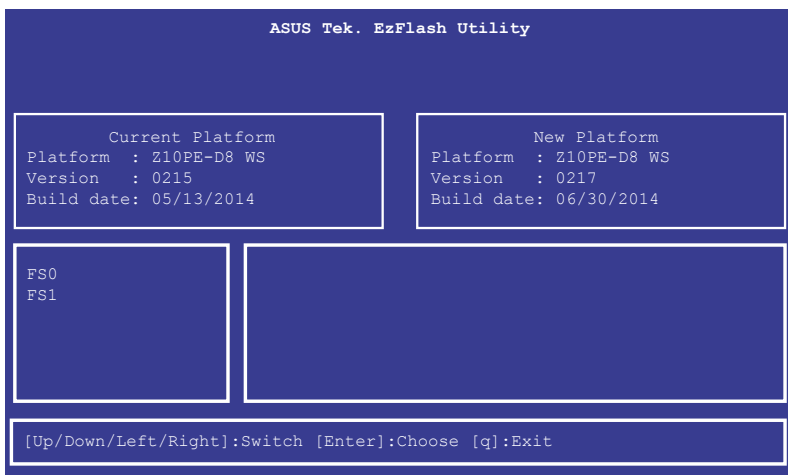 ASUS Tek. EzFlash Utility
Current Platform
Platform : Z10PE-D8 WS
Version : 0215
Build date: 05/13/2014
New Platform
Platform : Z10PE-D8 WS
Version : 0217
Build date: 06/30/2014
FS0
FS1
[Up/Down/Left/Right]:Switch [Enter]:Choose [q]:Exit